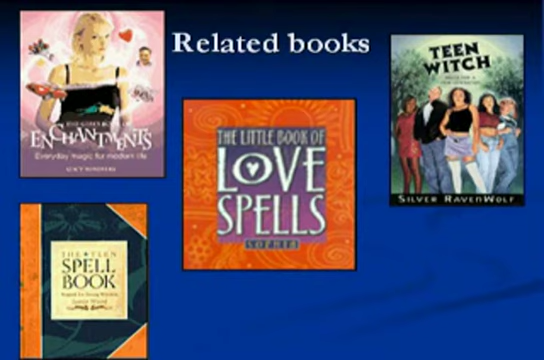 Related books
ENCHANTMENTS
Everyday magic for modern life
TEEN
WITCH
SILVER RAVENWOLF
THE LITTLE BOOK OF
LOVE
SPELLS
SOPHIA
THE TEEN
SPELL
BOOK